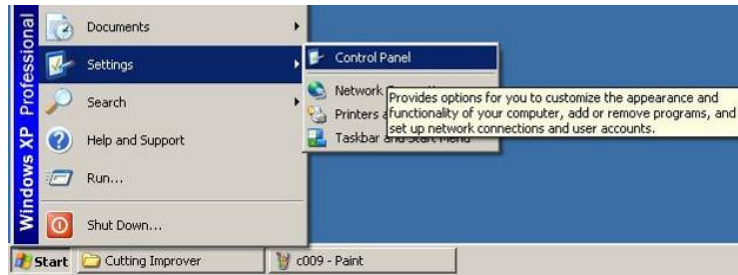 Windows XP Professional
Documents
Settings
Search
Help and Support
Run...
Shut Down...
Control Panel
Network
Printers
Taskbar and Start Menu
Provides options for you to customize the appearance and
functionality of your computer, add or remove programs, and
set up network connections and user accounts.
Start
Cutting Improver
c009 - Paint